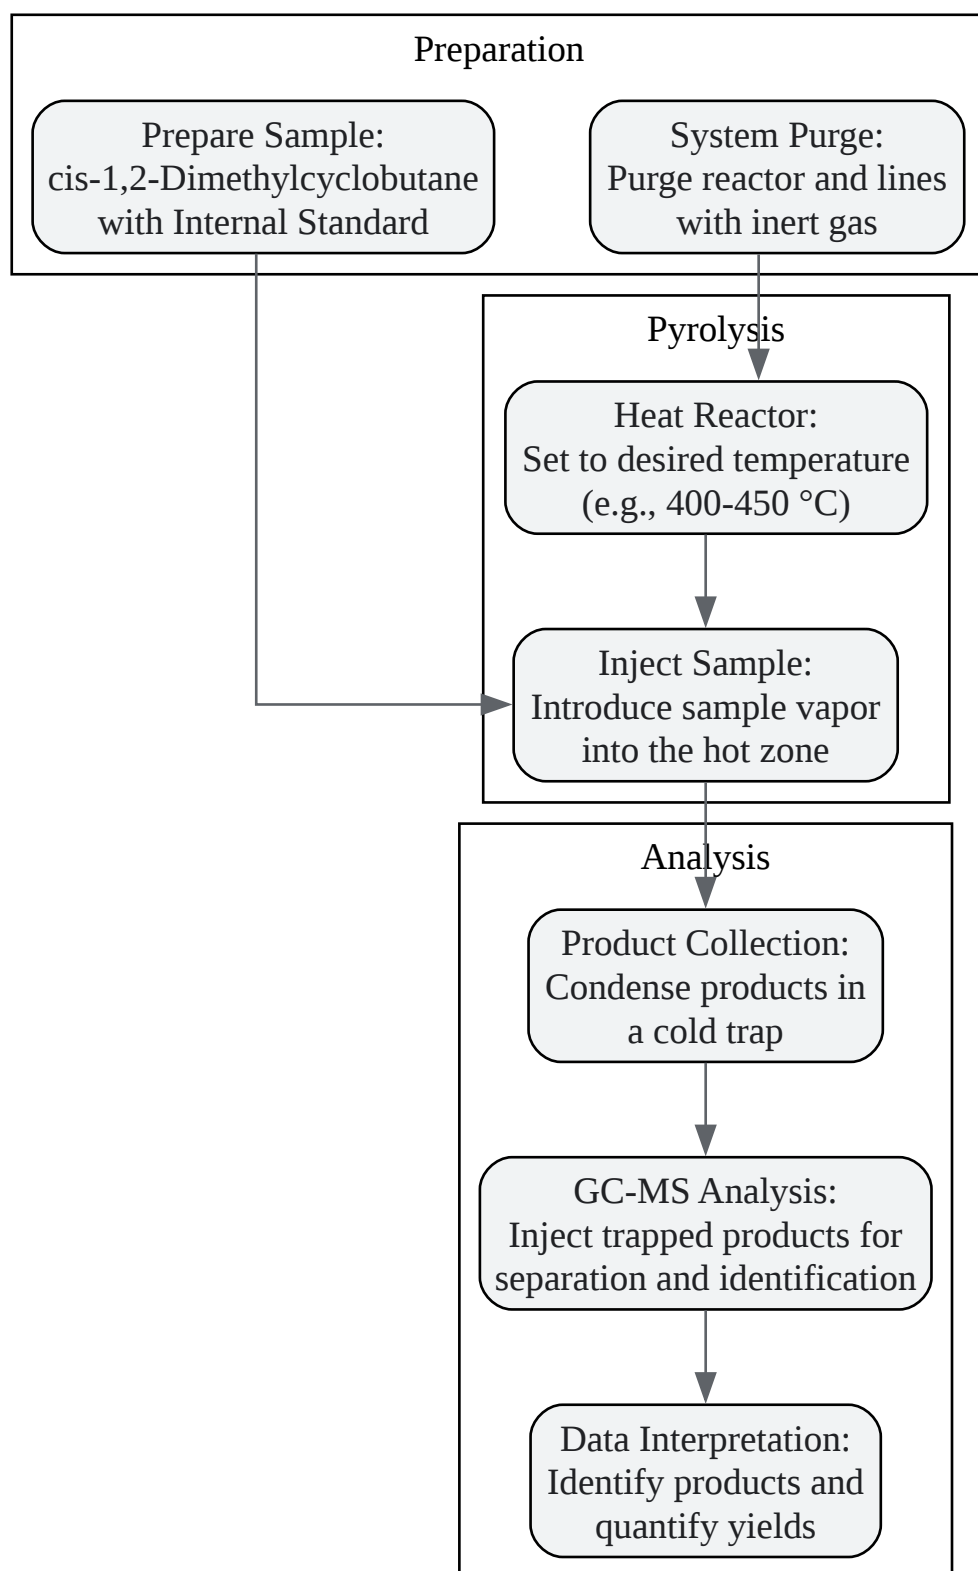 Preparation
Prepare Sample:
cis-1,2-Dimethylcyclobutane
with Internal Standard
System Purge:
Purge reactor and lines
with inert gas
Pyrolysis
Heat Reactor:
Set to desired temperature
(e.g., 400-450 °C)
Inject Sample:
Introduce sample vapor
into the hot zone
Analysis
Product Collection:
Condense products in
a cold trap
GC-MS Analysis:
Inject trapped products for
separation and identification
Data Interpretation:
Identify products and
quantify yields